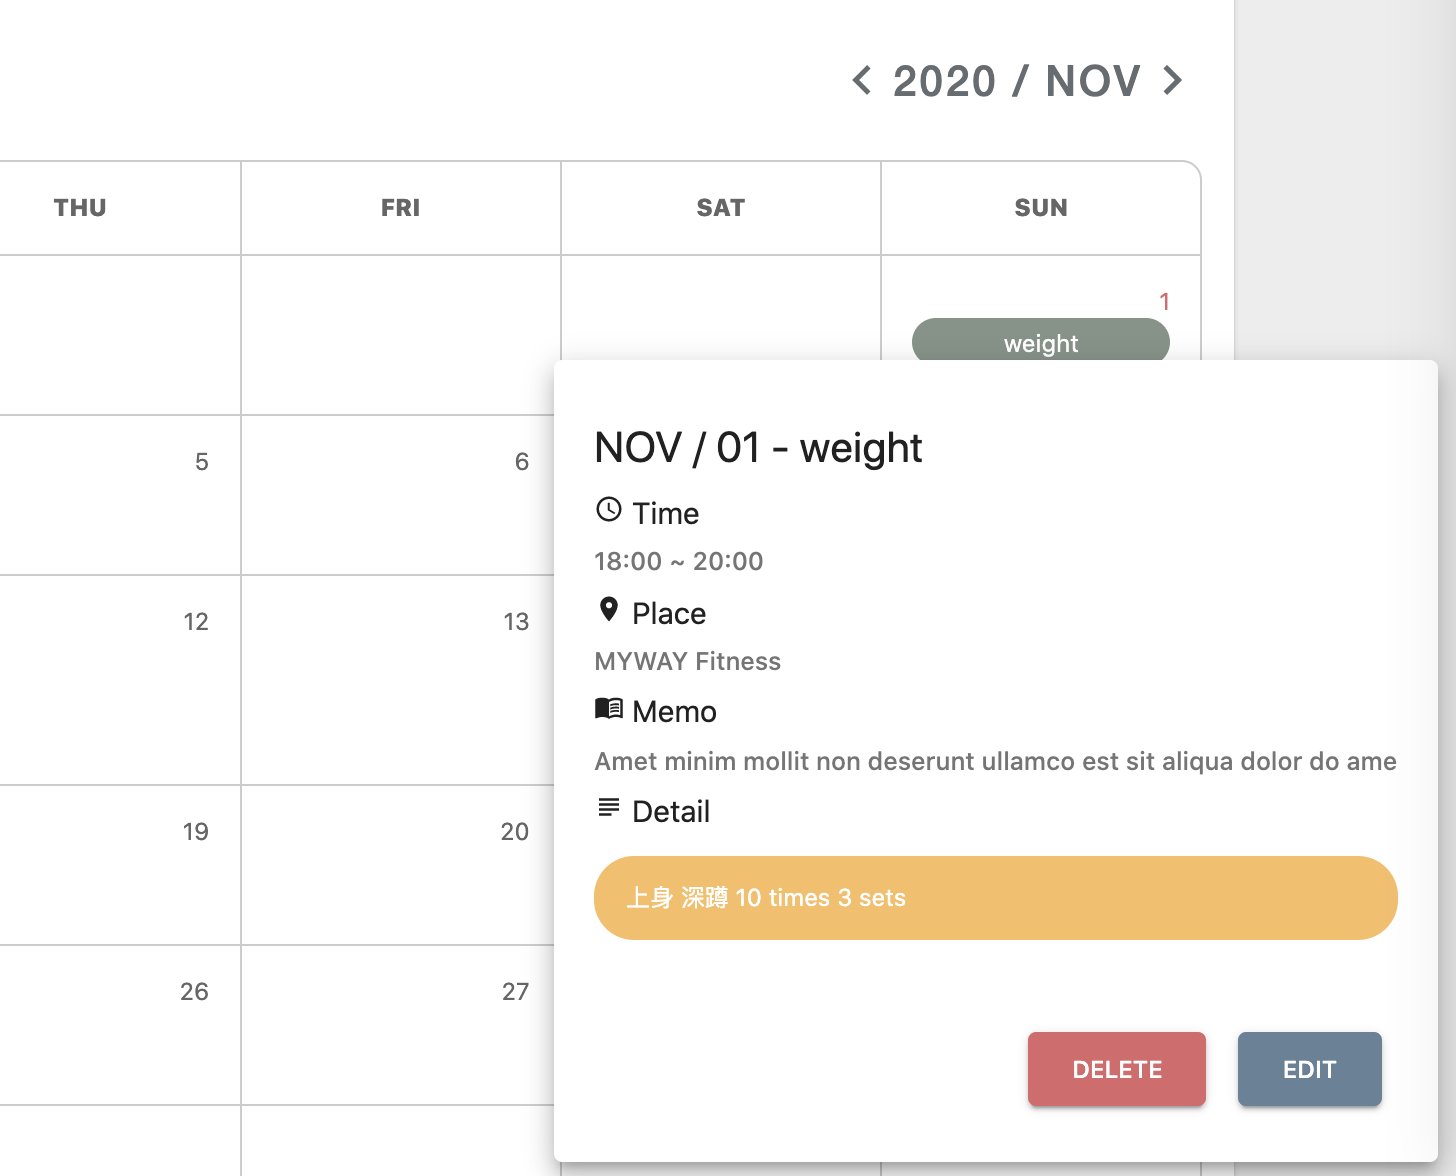 2020 / NOV
THU FRI SAT SUN
1
weight
5 6
12 13
19 20
26 27
NOV / 01 - weight
Time
18:00 ~ 20:00
Place
MYWAY Fitness
Memo
Amet minim mollit non deserunt ullamco est sit aliqua dolor do ame
Detail
上身 深蹲 10 times 3 sets
DELETE EDIT